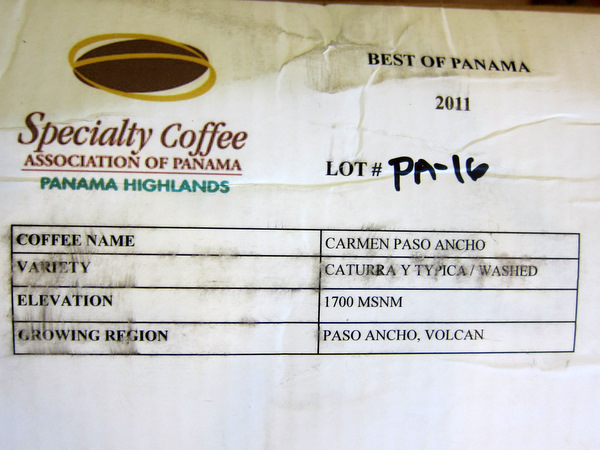 BEST OF PANAMA
2011
Specialty Coffee
ASSOCIATION OF PANAMA
PANAMA HIGHLANDS
LOT # PA-16
COFFEE NAME CARMEN PASO ANCHO
VARIETY CATURRA Y TYPICA / WASHED
ELEVATION 1700 MSNM
GROWING REGION PASO ANCHO, VOLCAN